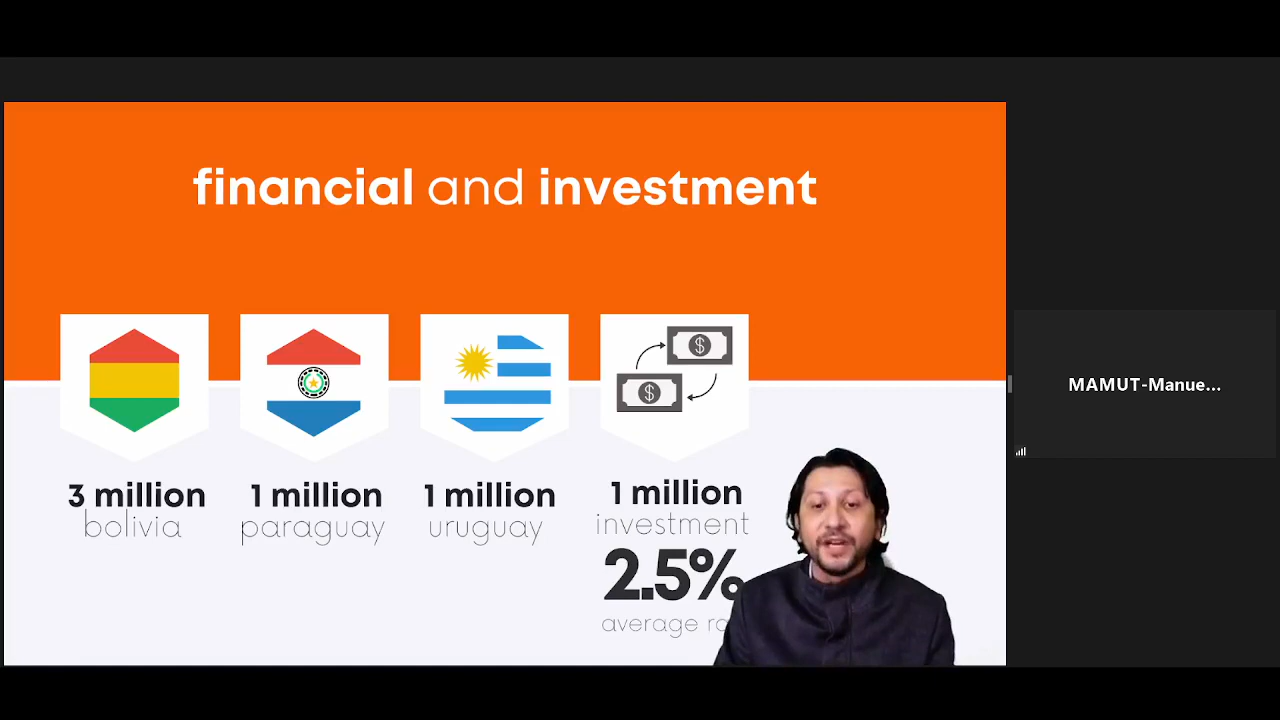 financial and investment
3 million
bolivia
1 million
paraguay
1 million
uruguay
1 million
investment
2.5%
average
MAMUT-Manue...